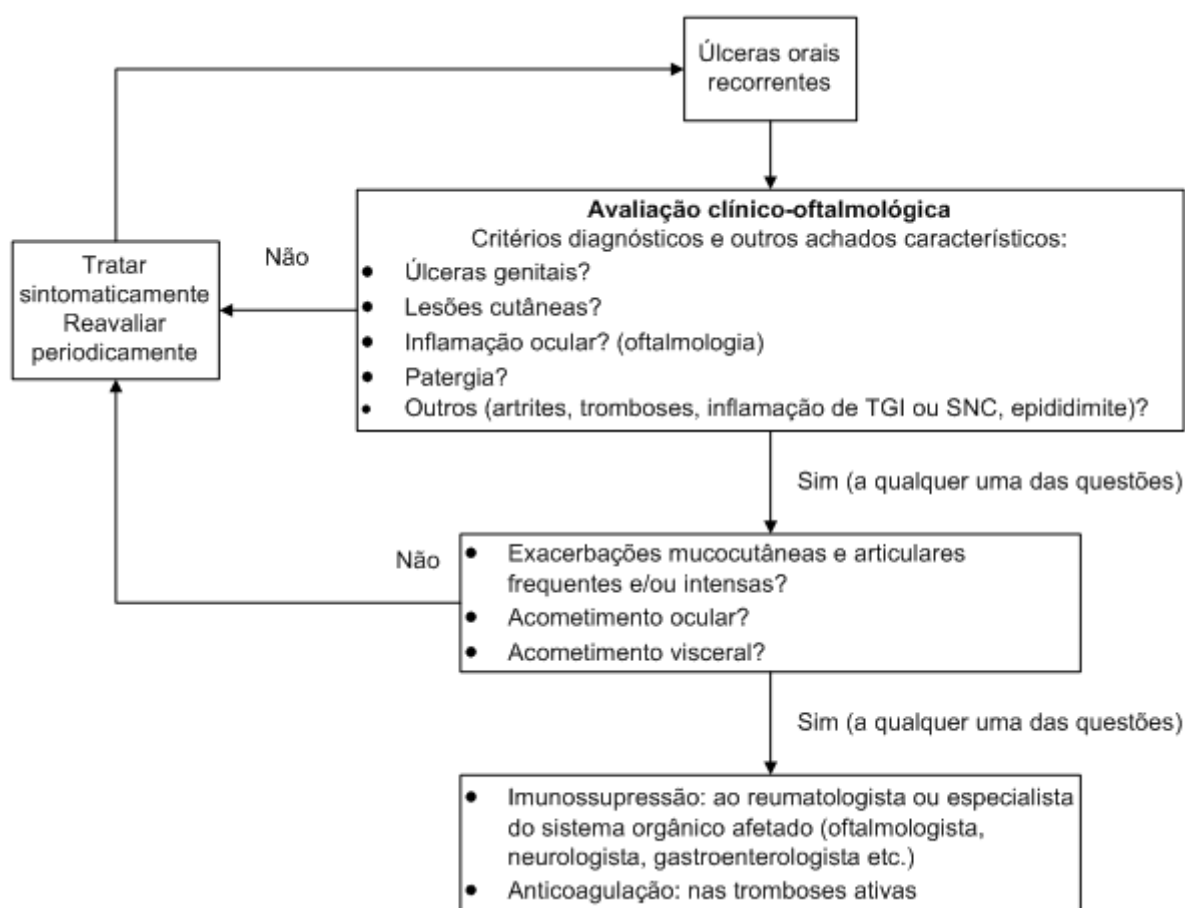 Úlceras orais
recorrentes
Avaliação clínico-oftalmológica
Critérios diagnósticos e outros achados característicos:
● Úlceras genitais?
● Lesões cutâneas?
● Inflamação ocular? (oftalmologia)
● Patergia?
● Outros (artrites, tromboses, inflamação de TGI ou SNC, epididimite)?
Não
Tratar
sintomaticamente
Reavaliar
periodicamente
Sim (a qualquer uma das questões)
● Exacerbações mucocutâneas e articulares
frequentes e/ou intensas?
● Acometimento ocular?
● Acometimento visceral?
Não
Sim (a qualquer uma das questões)
● Imunossupressão: ao reumatologista ou especialista
do sistema orgânico afetado (oftalmologista,
neurologista, gastroenterologista etc.)
● Anticoagulação: nas tromboses ativas